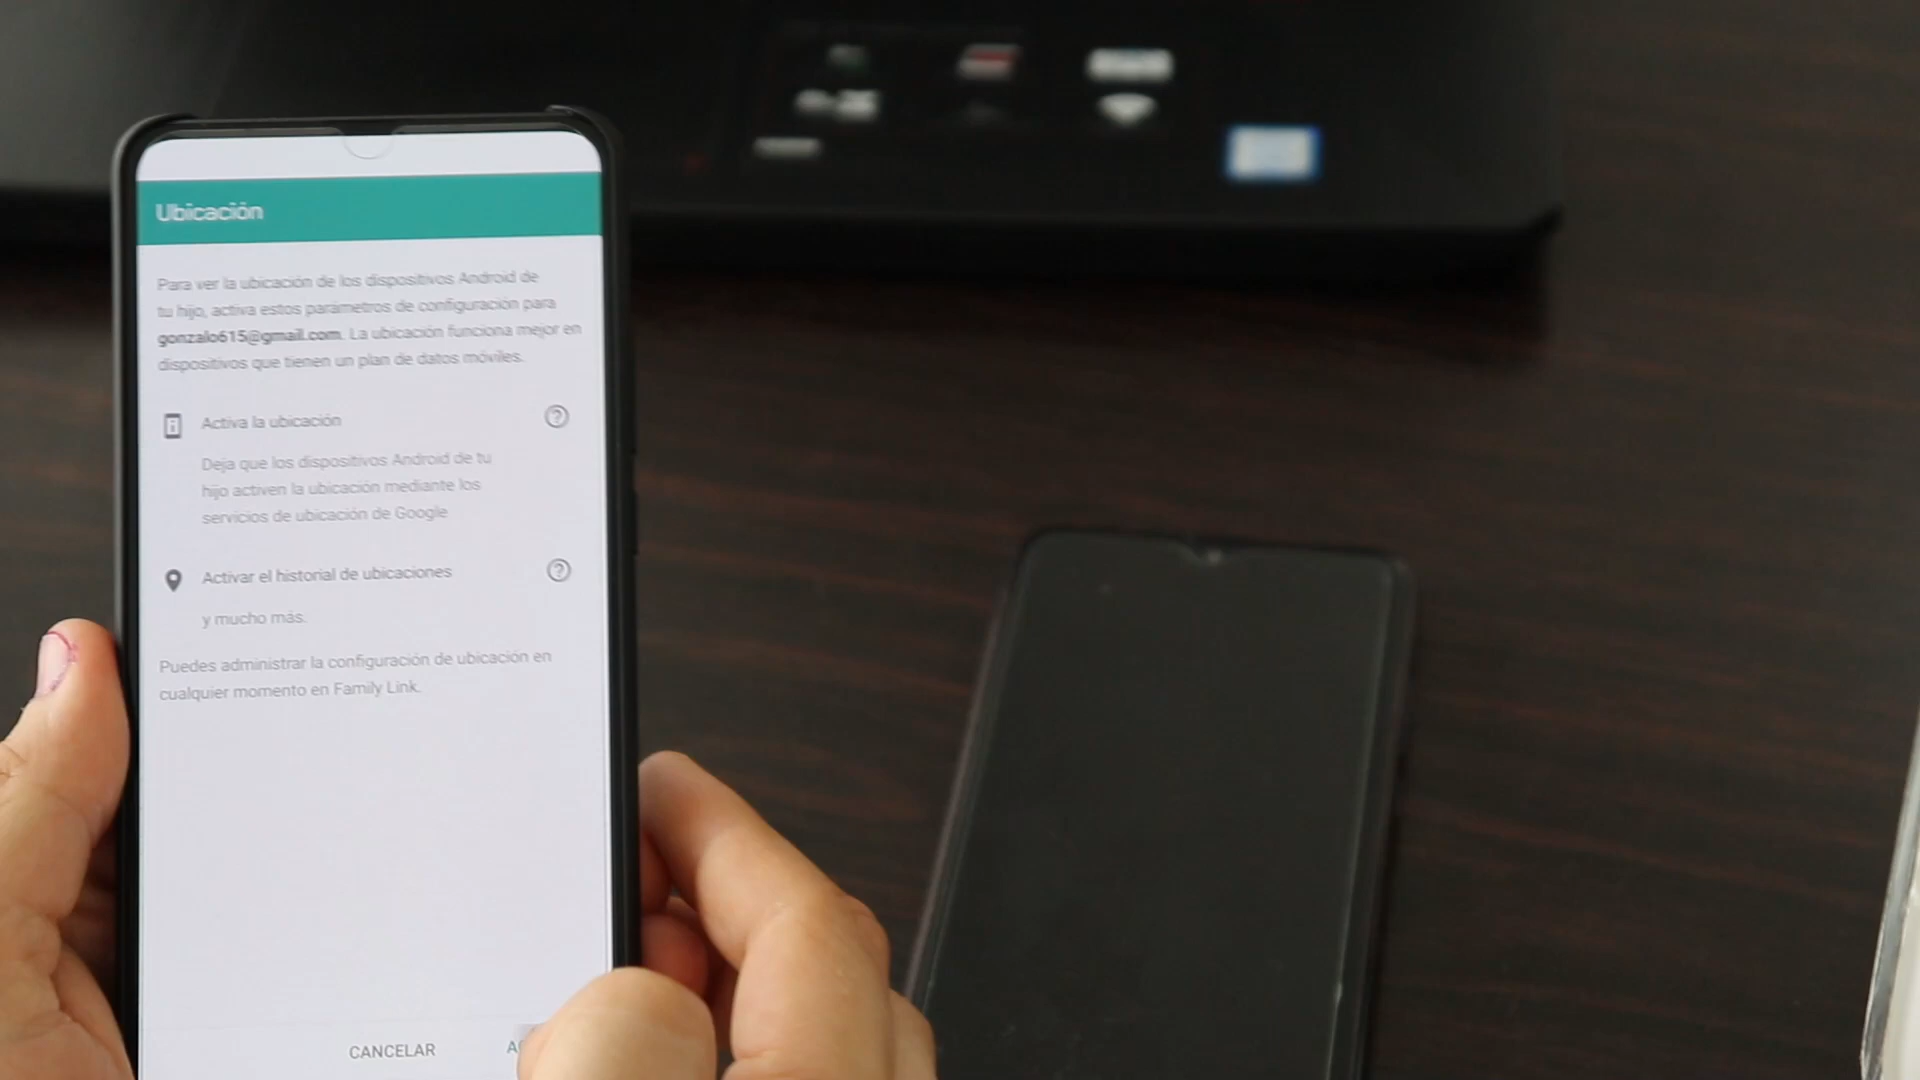 Ubicación
Para ver la ubicación de los dispositivos Android de
tu hijo, activa estos parámetros de configuración para
gonzalo615@gmail.com. La ubicación funciona mejor en
dispositivos que tienen un plan de datos móviles.
Activa la ubicación
Deja que los dispositivos Android de tu
hijo activen la ubicación mediante los
servicios de ubicación de Google
Activar el historial de ubicaciones
y mucho más.
Puedes administrar la configuración de ubicación en
cualquier momento en Family Link.
CANCELAR